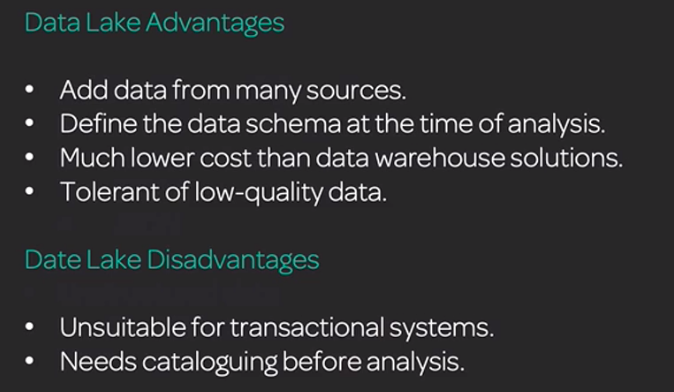 Data Lake Advantages
• Add data from many sources.
• Define the data schema at the time of analysis.
• Much lower cost than data warehouse solutions.
• Tolerant of low-quality data.
Date Lake Disadvantages
• Unsuitable for transactional systems.
• Needs cataloguing before analysis.